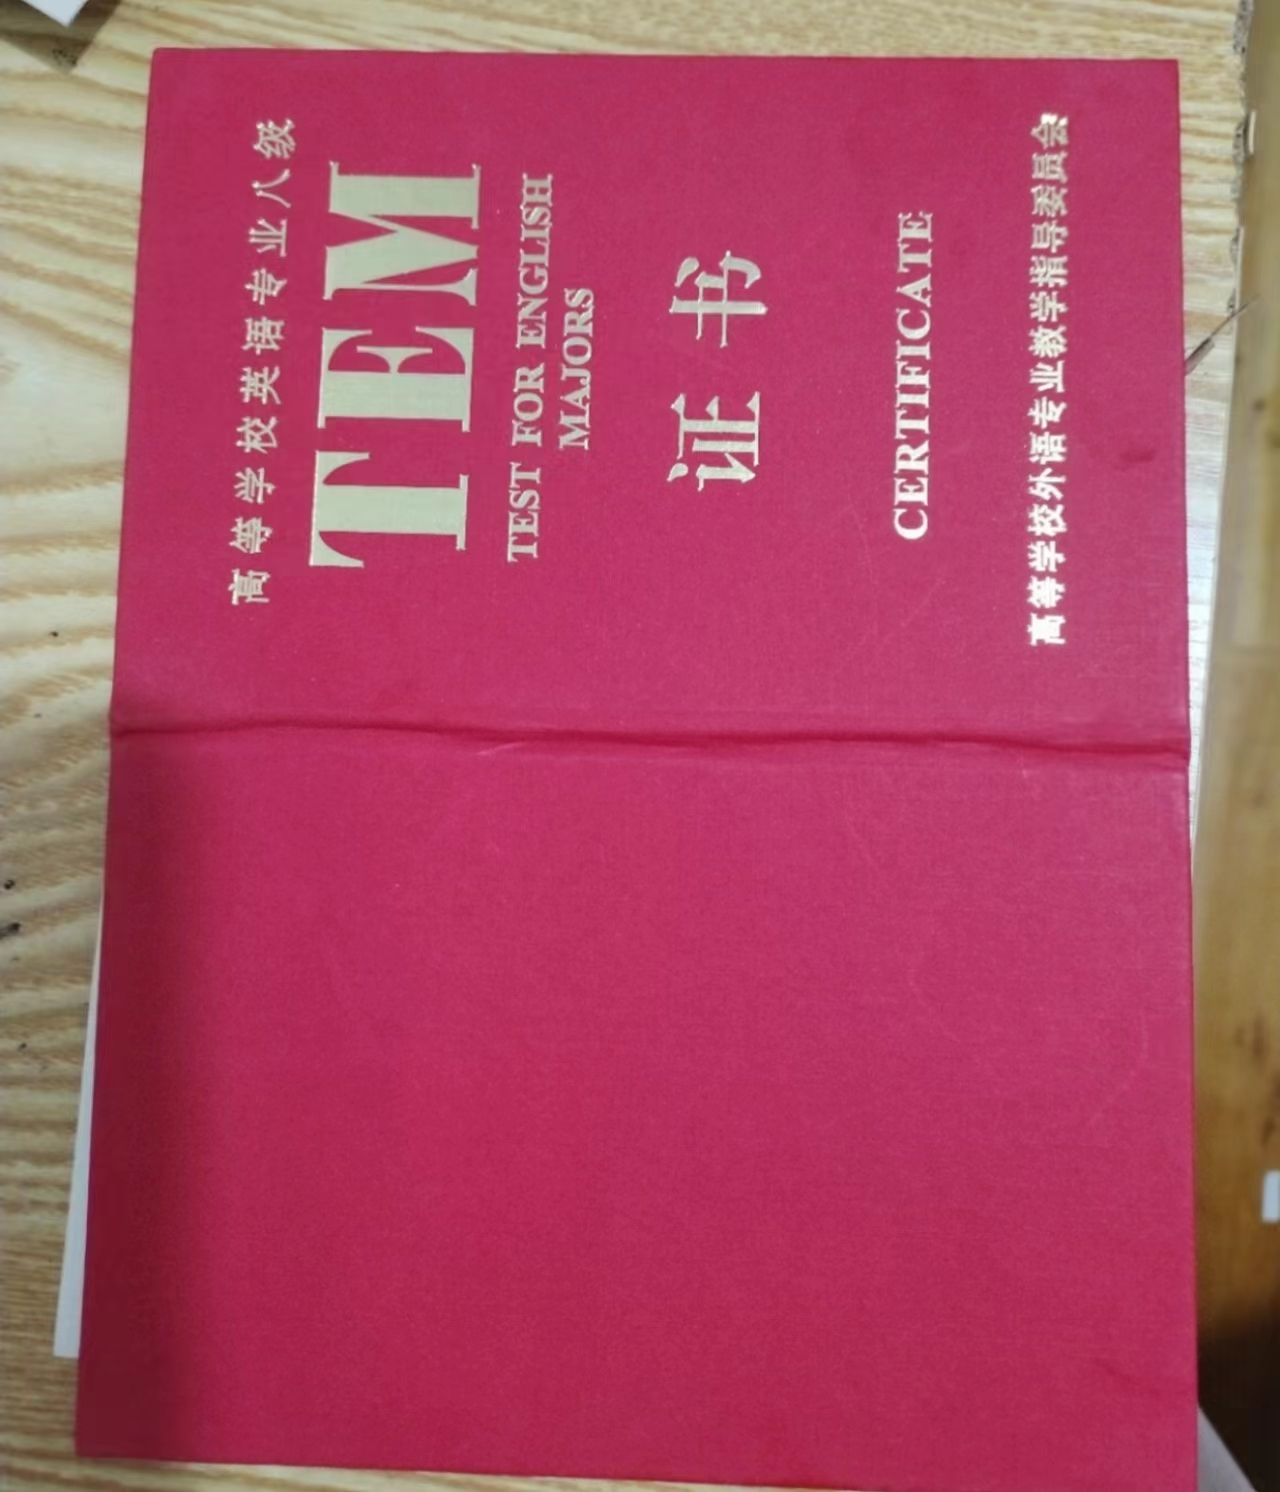 高等学校英语专业八级
TEM
TEST FOR ENGLISH
MAJORS
证书
CERTIFICATE
高等学校外语专业教学指导委员会